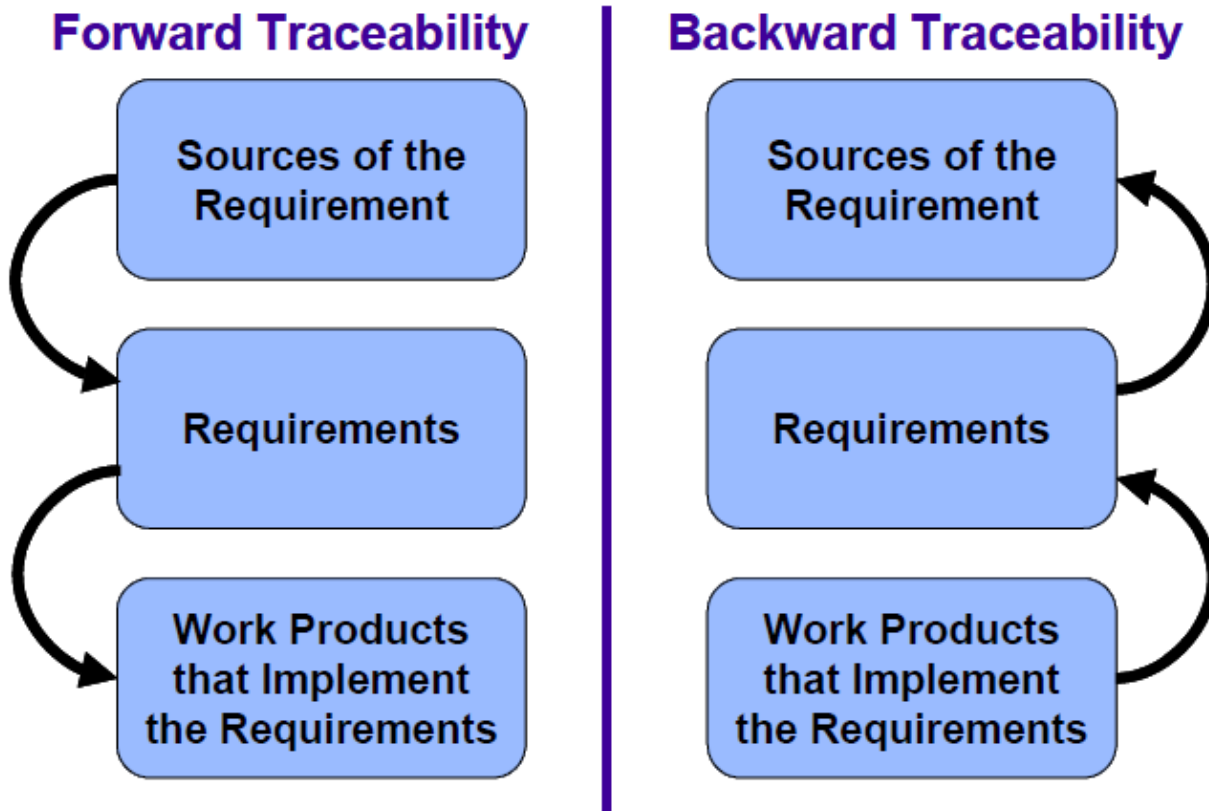 Forward Traceability
Sources of the
Requirement
Requirements
Work Products
that Implement
the Requirements
Backward Traceability
Sources of the
Requirement
Requirements
Work Products
that Implement
the Requirements